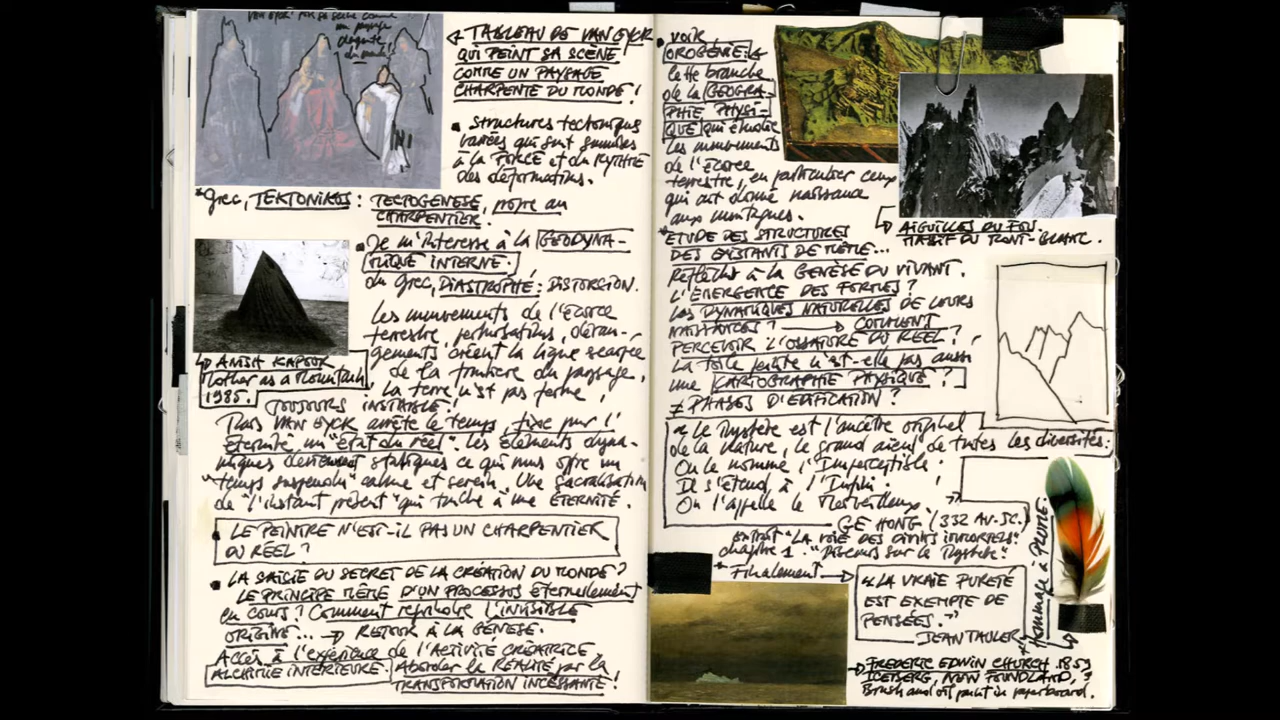 ← TABLEAU DE VAN EYCK
QUI PEINT SA SCÈNE
CONTRE UN PAYSAGE
CHARPENTE DU MONDE !
Structures tectoniques
variées qui sont soumises
à la FORCE et au RYTHME
des déformations.
*Grec, TEKTONIKOS : TECTOGENÈSE, propre au
CHARPENTIER.
Je m'intéresse à la GÉODYNA-
MIQUE INTERNE.
du grec, DIASTROPHÉ : DISTORSION.
Les mouvements de l'écorce
terrestre, perturbations, déran-
gements, créent la ligne
de la frontière du paysage.
la terre n'est pas ferme !
TOUJOURS INSTABLE !
ANISH KAPOOR
Mother as a Mountain
1985.
Mais VAN EYCK arrête le temps, fixe pour l'
éternité un "état du réel". Les éléments dyna-
miques deviennent statiques ce qui nous offre un
"temps suspendu" calme et serein. Une sacralisation
de "l'instant présent" qui touche à une ÉTERNITÉ.
LE PEINTRE N'EST-IL PAS UN CHARPENTIER
DU RÉEL ?
LA SAISIE DU SECRET DE LA CRÉATION DU MONDE ?
LE PRINCIPE MÊME D'UN PROCESSUS éternellement
en cours ? Comment reproduire l'INVISIBLE
ORIGINE... → RETOUR À LA GENÈSE.
Accès à l'expérience de l'ACTIVITÉ CRÉATRICE
ALCHIMIE INTÉRIEURE. Aborder la RÉALITÉ par la
TRANSFORMATION INCESSANTE !
voir
OROGÉNIE :
cette branche
de la GÉOGRA-
PHIE PHYSI-
QUE qui étudie
les mouvements
de l'Écorce
terrestre, en particulier ceux
qui ont donné naissance
aux montagnes.
AIGUILLES DU FOU
MASSIF DU MONT-BLANC.
*ÉTUDE DES STRUCTURES
DES EXISTANTS DE MÊME...
Réfléchir à la GENÈSE DU VIVANT.
L'ÉMERGENCE DES FORMES ?
Les DYNAMIQUES NATURELLES DE LEURS
NAISSANCES ? → COMMENT
PERCEVOIR L'OSSATURE DU RÉEL ?
La toile peinte n'est-elle pas aussi
une CARTOGRAPHIE PHYSIQUE ?
≠ PHASES D'ÉDIFICATION ?
« Le Mystère est l'ancêtre originel
de la nature, le grand aïeul de toutes les diversités :
On le nomme l'Imperceptible :
Il s'étend à l'Infini.
On l'appelle le Merveilleux. »
GE HONG (332 AV-JC.)
extrait "LA VOIE DES DIVINS IMMORTELS"
chapitre 1. "Discours sur le Mystère"
* Finalement →
« LA VRAIE PURETÉ
EST EXEMPTE DE
PENSÉES. »
JEAN TAULER
Hommage à PLUME.
→ FREDERIC EDWIN CHURCH. 1859
ICEBERG, NEW FOUNDLAND,
Brush and oil paint on paperboard.